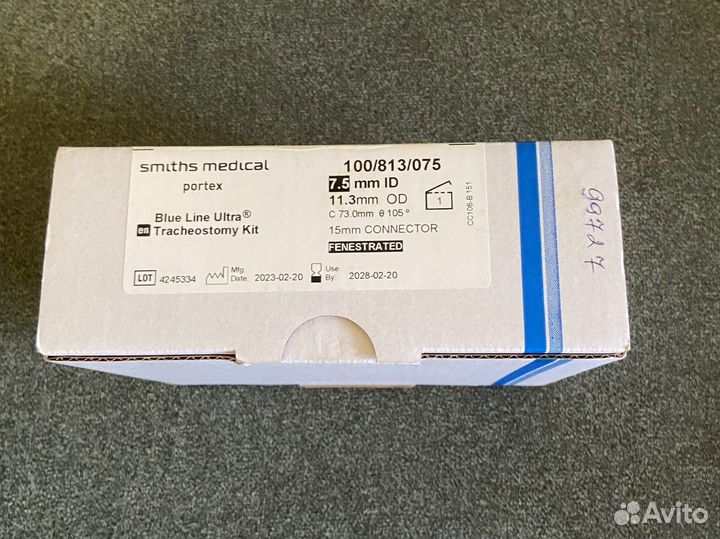 smiths medical
portex
Blue Line Ultra®
en Tracheostomy Kit
100/813/075
7.5 mm ID
11.3mm OD
C 73.0mm θ 105°
15mm CONNECTOR
FENESTRATED
1
CC106-B 151
LOT 4245334
Mfg Date: 2023-02-20
Use By: 2028-02-20
Avito